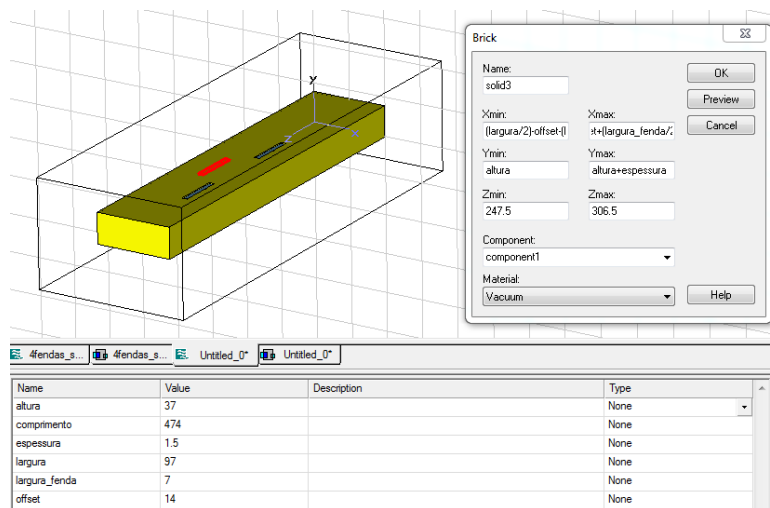 Brick
Name:
solid3
OK
Preview
Xmin:
Xmax:
(largura/2)-offset-(l
et+(largura_fenda/2
Cancel
Ymin:
Ymax:
altura
altura+espessura
Zmin:
Zmax:
247.5
306.5
Component:
component1
Material:
Vacuum
Help
Y
Z
X
4fendas_s...
4fendas_s...
Untitled_0*
Untitled_0*
Name Value Description Type
altura 37 None
comprimento 474 None
espessura 1.5 None
largura 97 None
largura_fenda 7 None
offset 14 None